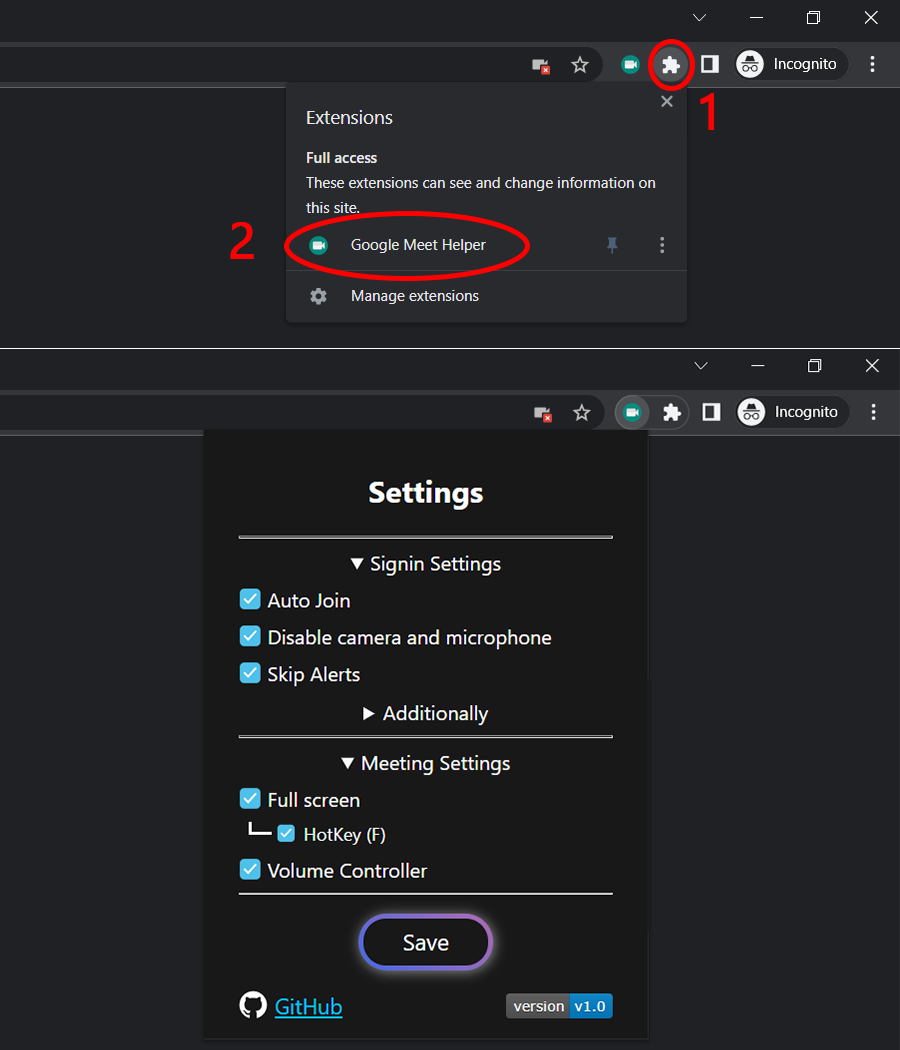 Incognito
1
Extensions
Full access
These extensions can see and change information on
this site.
2
Google Meet Helper
Manage extensions
Incognito
Settings
▼ Signin Settings
Auto Join
Disable camera and microphone
Skip Alerts
▶ Additionally
▼ Meeting Settings
Full screen
HotKey (F)
Volume Controller
Save
GitHub
version v1.0